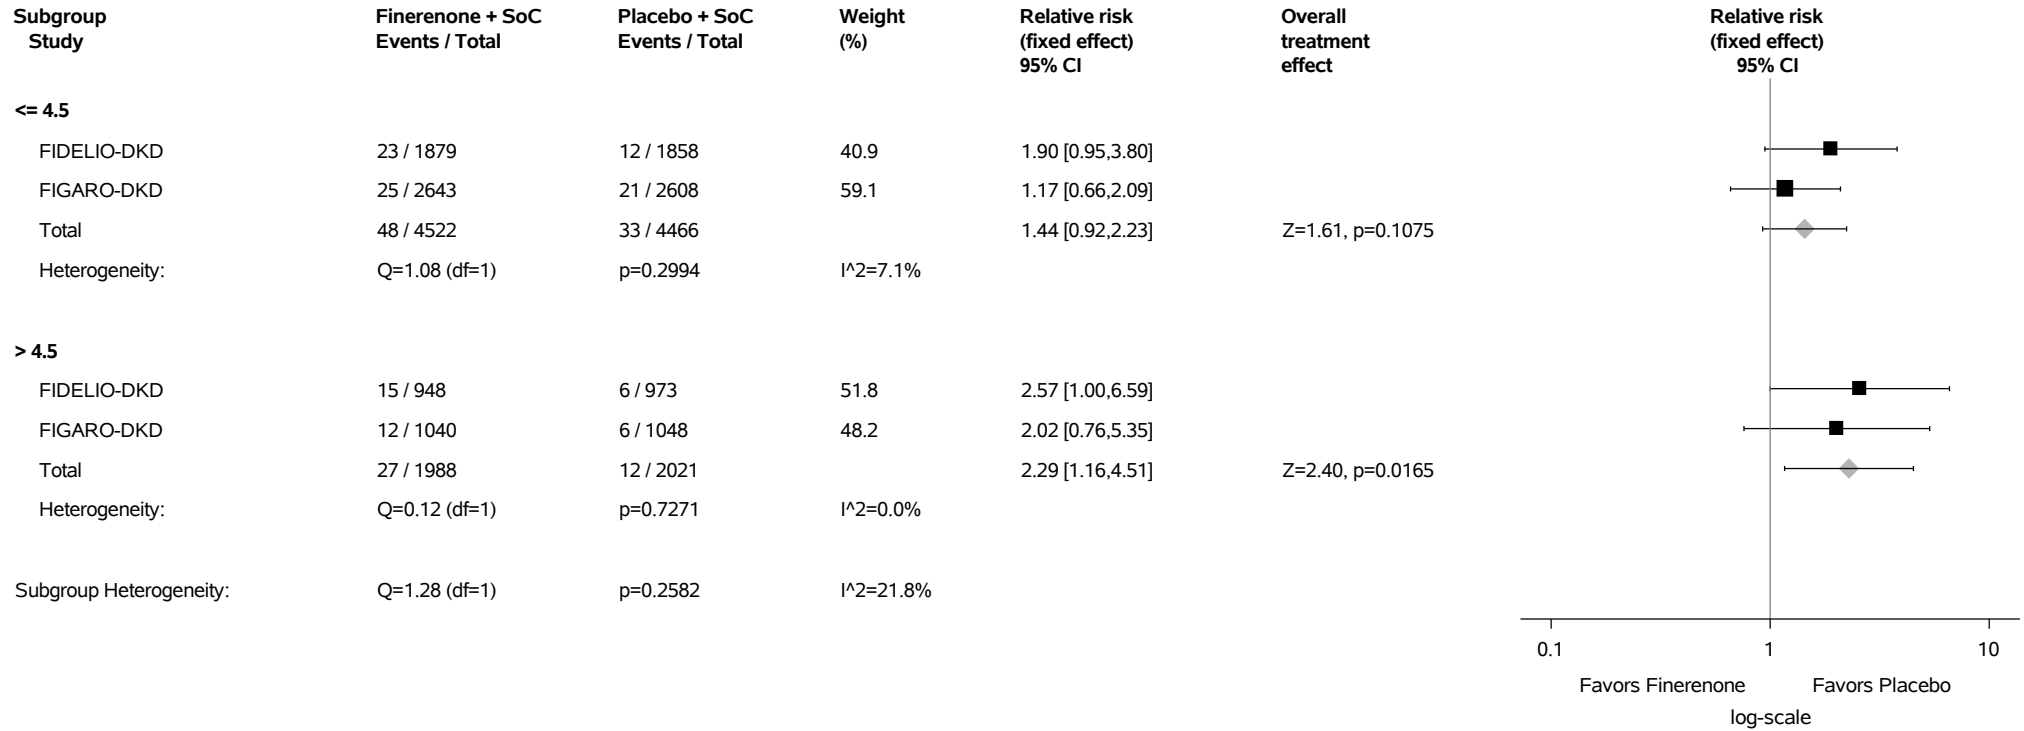 Subgroup Finerenone + SoC Placebo + SoC Weight Relative risk Overall Relative risk
Study Events / Total Events / Total (%) (fixed effect) treatment (fixed effect)
95% CI effect 95% CI
<= 4.5
FIDELIO-DKD 23 / 1879 12 / 1858 40.9 1.90 [0.95,3.80]
FIGARO-DKD 25 / 2643 21 / 2608 59.1 1.17 [0.66,2.09]
Total 48 / 4522 33 / 4466 1.44 [0.92,2.23] Z=1.61, p=0.1075
Heterogeneity: Q=1.08 (df=1) p=0.2994 I^2=7.1%
> 4.5
FIDELIO-DKD 15 / 948 6 / 973 51.8 2.57 [1.00,6.59]
FIGARO-DKD 12 / 1040 6 / 1048 48.2 2.02 [0.76,5.35]
Total 27 / 1988 12 / 2021 2.29 [1.16,4.51] Z=2.40, p=0.0165
Heterogeneity: Q=0.12 (df=1) p=0.7271 I^2=0.0%
Subgroup Heterogeneity: Q=1.28 (df=1) p=0.2582 I^2=21.8%
0.1 1 10
Favors Finerenone Favors Placebo
log-scale